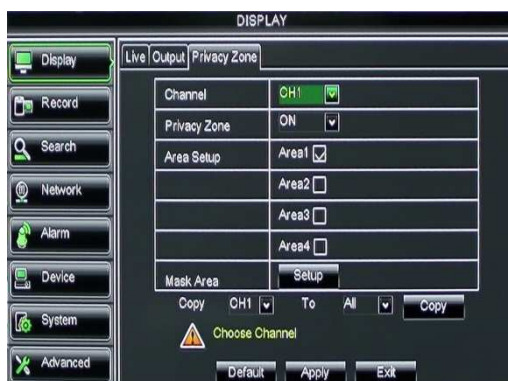 DISPLAY
Display
Record
Search
Network
Alarm
Device
System
Advanced
Live Output Privacy Zone
Channel CH1
Privacy Zone ON
Area Setup Area1
Area2
Area3
Area4
Mask Area Setup
Copy CH1 To All Copy
Choose Channel
Default Apply Exit